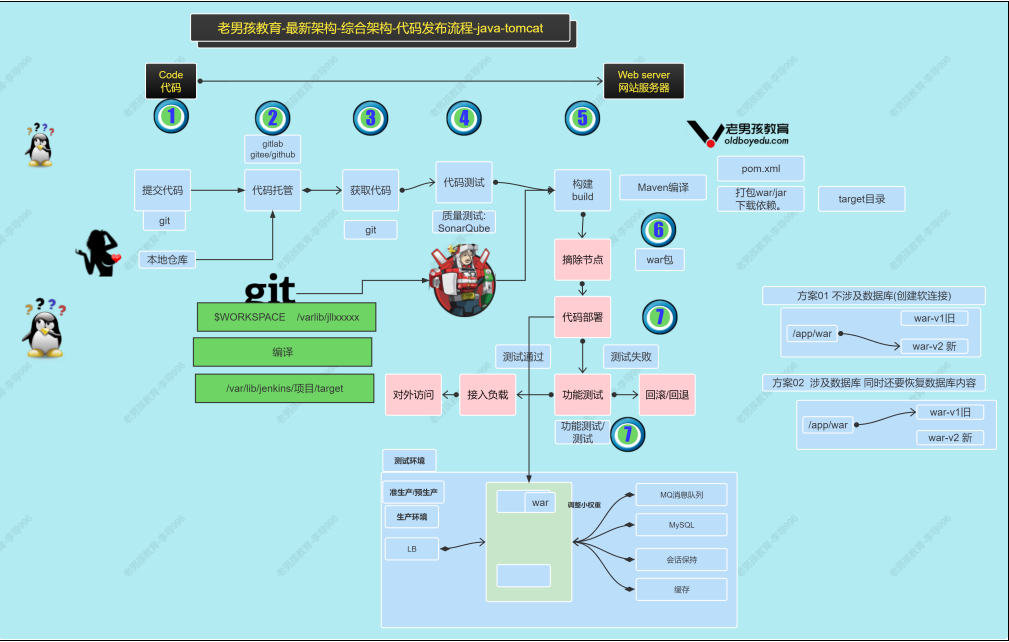 老男孩教育-最新架构-综合架构-代码发布流程-java-tomcat
Code
代码
Web server
网站服务器
1
2
3
4
5
gitlab
gitee/github
老男孩教育
oldboyedu.com
提交代码
代码托管
获取代码
代码测试
构建
build
Maven编译
pom.xml
打包war/jar
下载依赖。
target目录
git
git
质量测试:
SonarQube
6
本地仓库
摘除节点
war包
git
$WORKSPACE /varlib/jllxxxxx
编译
/var/lib/jenkins/项目/target
代码部署
7
测试通过
测试失败
对外访问
接入负载
功能测试
回滚/回退
功能测试/
测试
7
方案01 不涉及数据库(创建软连接)
war-v1旧
/app/war
war-v2 新
方案02 涉及数据库 同时还要恢复数据库内容
war-v1旧
/app/war
war-v2 新
测试环境
准生产/预生产
生产环境
LB
war
调整小权重
MQ消息队列
MySQL
会话保持
缓存